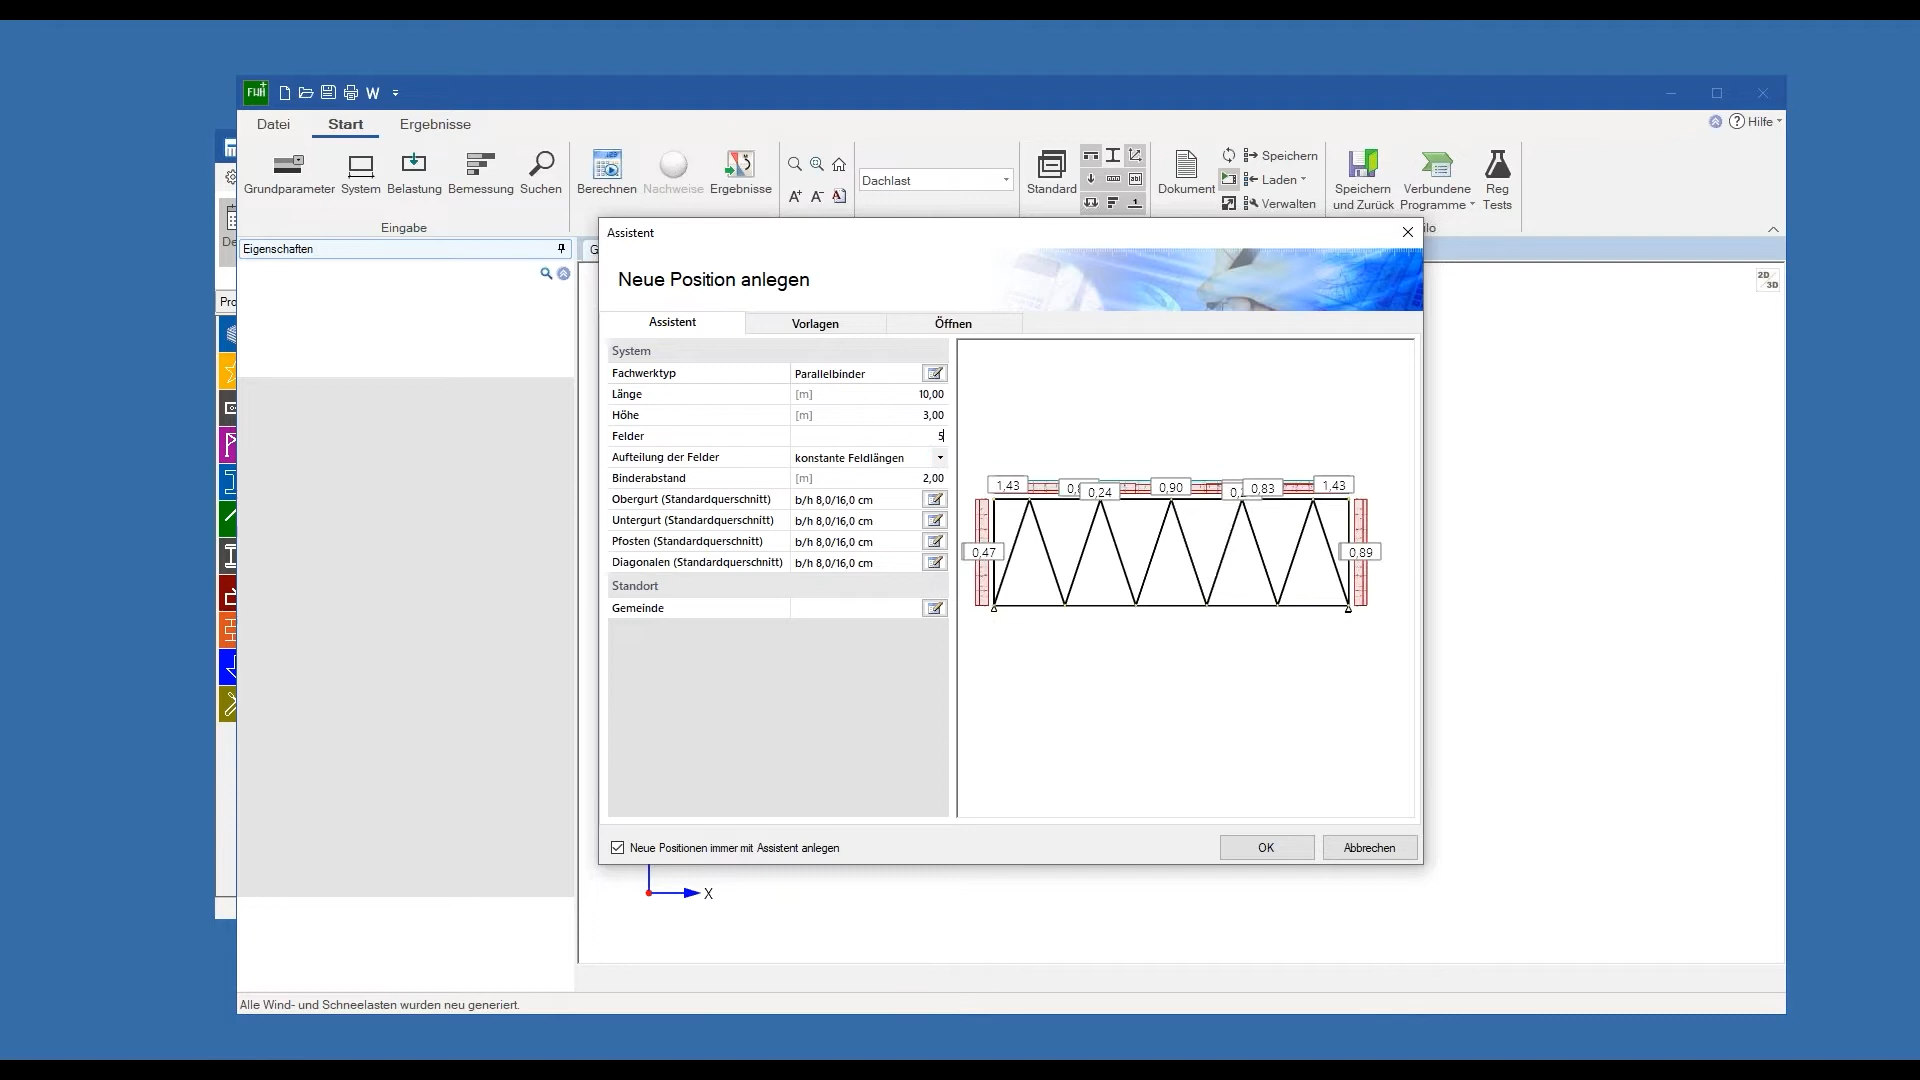 FWH+
W
Datei Start Ergebnisse
Hilfe
Grundparameter System Belastung Bemessung Suchen
Eingabe
Berechnen Nachweise Ergebnisse
A+ A- A
Dachlast
Standard
Dokument
Speichern
Laden
Verwalten
Speichern und Zurück
Verbundene Programme
Reg Tests
Eigenschaften
Pro
2D/3D
Assistent
Neue Position anlegen
Assistent Vorlagen Öffnen
System
Fachwerktyp Parallelbinder
Länge [m] 10,00
Höhe [m] 3,00
Felder 5
Aufteilung der Felder konstante Feldlängen
Binderabstand [m] 2,00
Obergurt (Standardquerschnitt) b/h 8,0/16,0 cm
Untergurt (Standardquerschnitt) b/h 8,0/16,0 cm
Pfosten (Standardquerschnitt) b/h 8,0/16,0 cm
Diagonalen (Standardquerschnitt) b/h 8,0/16,0 cm
Standort
Gemeinde
1,43 0,24 0,90 0,83 1,43
0,47 0,89
Neue Positionen immer mit Assistent anlegen
OK Abbrechen
X
Alle Wind- und Schneelasten wurden neu generiert.